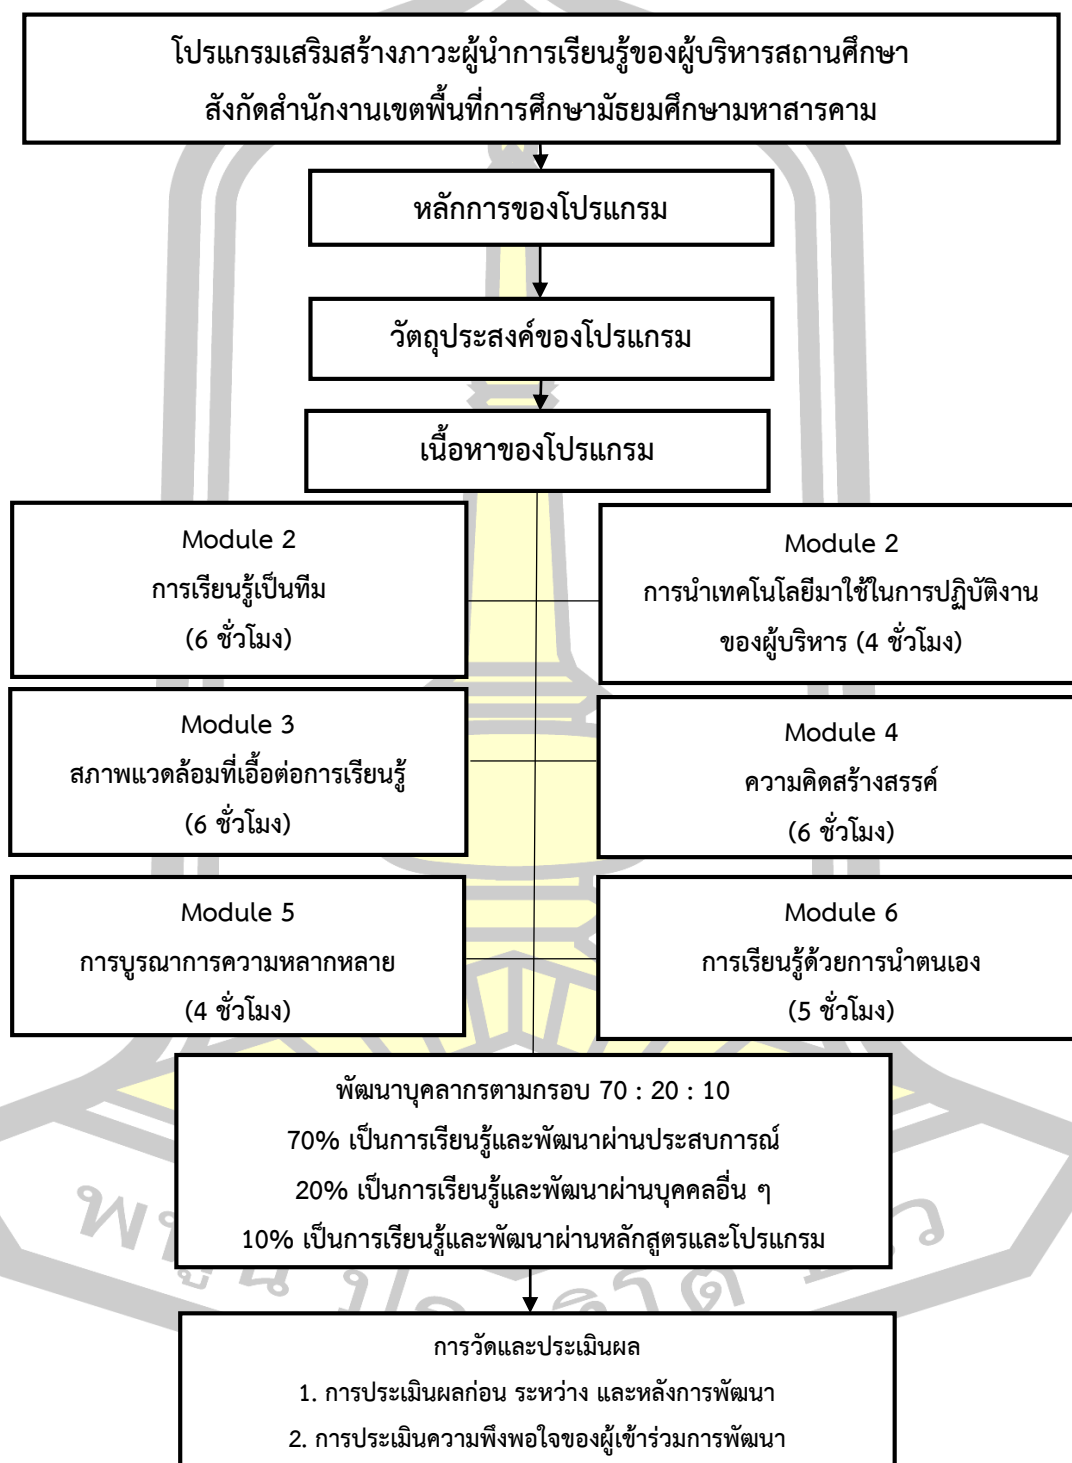 โปรแกรมเสริมสร้างภาวะผู้นำการเรียนรู้ของผู้บริหารสถานศึกษา
สังกัดสำนักงานเขตพื้นที่การศึกษามัธยมศึกษามหาสารคาม
หลักการของโปรแกรม
วัตถุประสงค์ของโปรแกรม
เนื้อหาของโปรแกรม
Module 2
การเรียนรู้เป็นทีม
(6 ชั่วโมง)
Module 2
การนำเทคโนโลยีมาใช้ในการปฏิบัติงาน
ของผู้บริหาร (4 ชั่วโมง)
Module 3
สภาพแวดล้อมที่เอื้อต่อการเรียนรู้
(6 ชั่วโมง)
Module 4
ความคิดสร้างสรรค์
(6 ชั่วโมง)
Module 5
การบูรณาการความหลากหลาย
(4 ชั่วโมง)
Module 6
การเรียนรู้ด้วยการนำตนเอง
(5 ชั่วโมง)
พัฒนาบุคลากรตามกรอบ 70 : 20 : 10
70% เป็นการเรียนรู้และพัฒนาผ่านประสบการณ์
20% เป็นการเรียนรู้และพัฒนาผ่านบุคคลอื่น ๆ
10% เป็นการเรียนรู้และพัฒนาผ่านหลักสูตรและโปรแกรม
การวัดและประเมินผล
1. การประเมินผลก่อน ระหว่าง และหลังการพัฒนา
2. การประเมินความพึงพอใจของผู้เข้าร่วมการพัฒนา